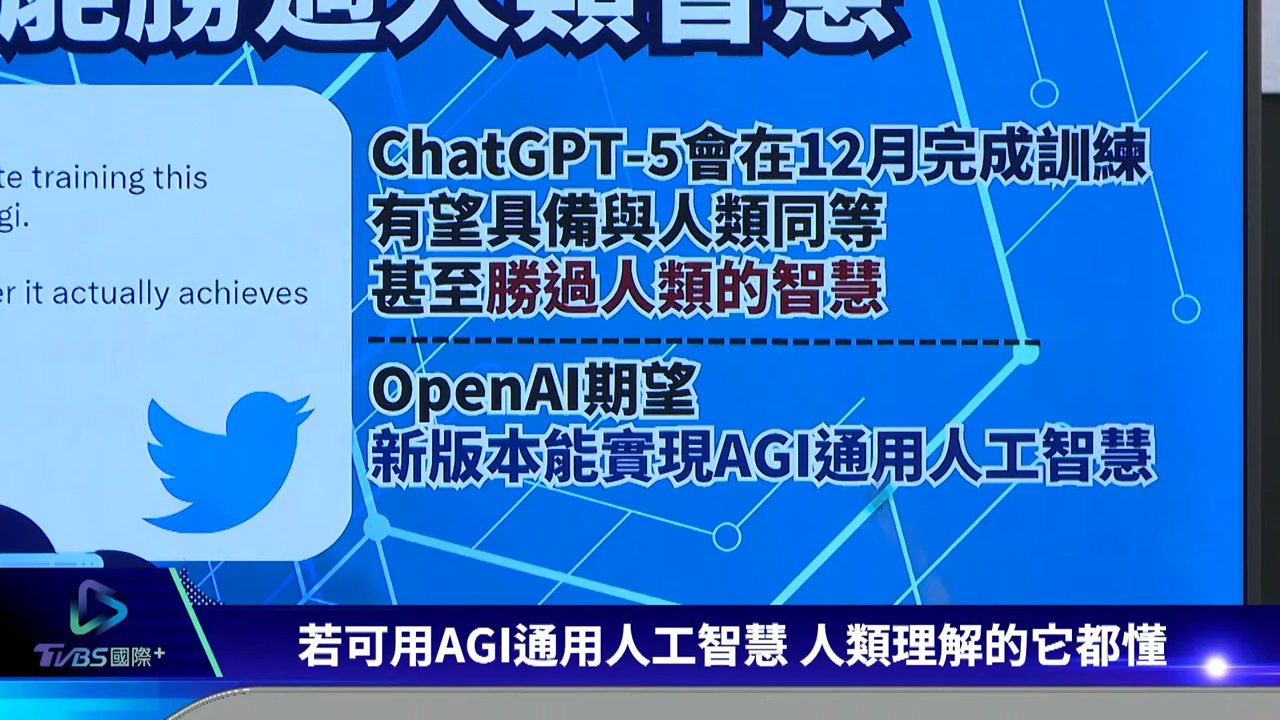 能勝過人類智慧
te training this
gi.
er it actually achieves
ChatGPT-5會在12月完成訓練
有望具備與人類同等
甚至勝過人類的智慧
OpenAI期望
新版本能實現AGI通用人工智慧
TVBS國際+
若可用AGI通用人工智慧 人類理解的它都懂